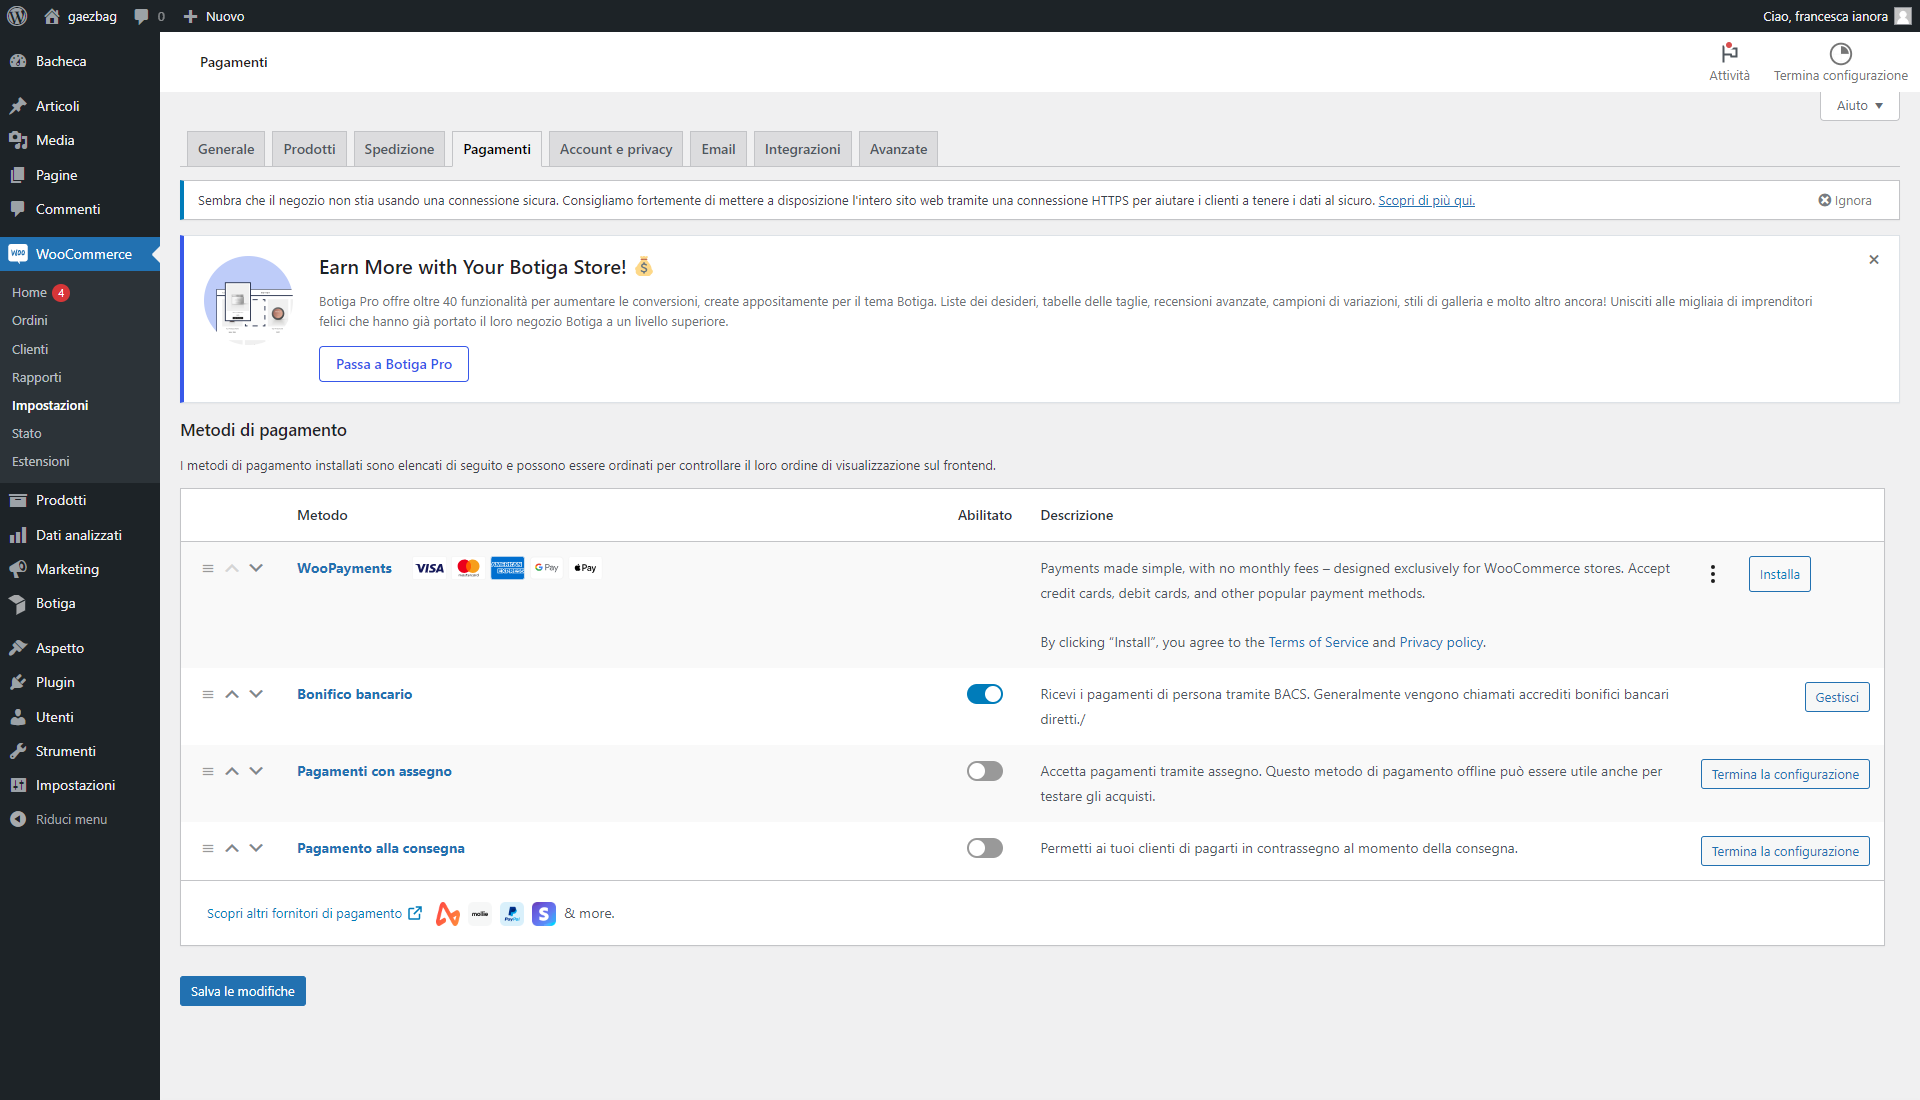 gaezbag
0
Nuovo
Ciao, francesca ianora
Bacheca
Articoli
Media
Pagine
Commenti
WooCommerce
Home 4
Ordini
Clienti
Rapporti
Impostazioni
Stato
Estensioni
Prodotti
Dati analizzati
Marketing
Botiga
Aspetto
Plugin
Utenti
Strumenti
Impostazioni
Riduci menu
Pagamenti
Attività
Termina configurazione
Aiuto
Generale
Prodotti
Spedizione
Pagamenti
Account e privacy
Email
Integrazioni
Avanzate
Sembra che il negozio non stia usando una connessione sicura. Consigliamo fortemente di mettere a disposizione l'intero sito web tramite una connessione HTTPS per aiutare i clienti a tenere i dati al sicuro. Scopri di più qui.
Ignora
Earn More with Your Botiga Store!
Botiga Pro offre oltre 40 funzionalità per aumentare le conversioni, create appositamente per il tema Botiga. Liste dei desideri, tabelle delle taglie, recensioni avanzate, campioni di variazioni, stili di galleria e molto altro ancora! Unisciti alle migliaia di imprenditori
felici che hanno già portato il loro negozio Botiga a un livello superiore.
Passa a Botiga Pro
Metodi di pagamento
I metodi di pagamento installati sono elencati di seguito e possono essere ordinati per controllare il loro ordine di visualizzazione sul frontend.
Metodo
Abilitato
Descrizione
WooPayments
VISA
mastercard
AMERICAN EXPRESS
G Pay
Pay
Payments made simple, with no monthly fees – designed exclusively for WooCommerce stores. Accept
credit cards, debit cards, and other popular payment methods.
By clicking “Install”, you agree to the Terms of Service and Privacy policy.
Installa
Bonifico bancario
Ricevi i pagamenti di persona tramite BACS. Generalmente vengono chiamati accrediti bonifici bancari
diretti./
Gestisci
Pagamenti con assegno
Accetta pagamenti tramite assegno. Questo metodo di pagamento offline può essere utile anche per
testare gli acquisti.
Termina la configurazione
Pagamento alla consegna
Permetti ai tuoi clienti di pagarti in contrassegno al momento della consegna.
Termina la configurazione
Scopri altri fornitori di pagamento
mollie
PayPal
S
& more.
Salva le modifiche